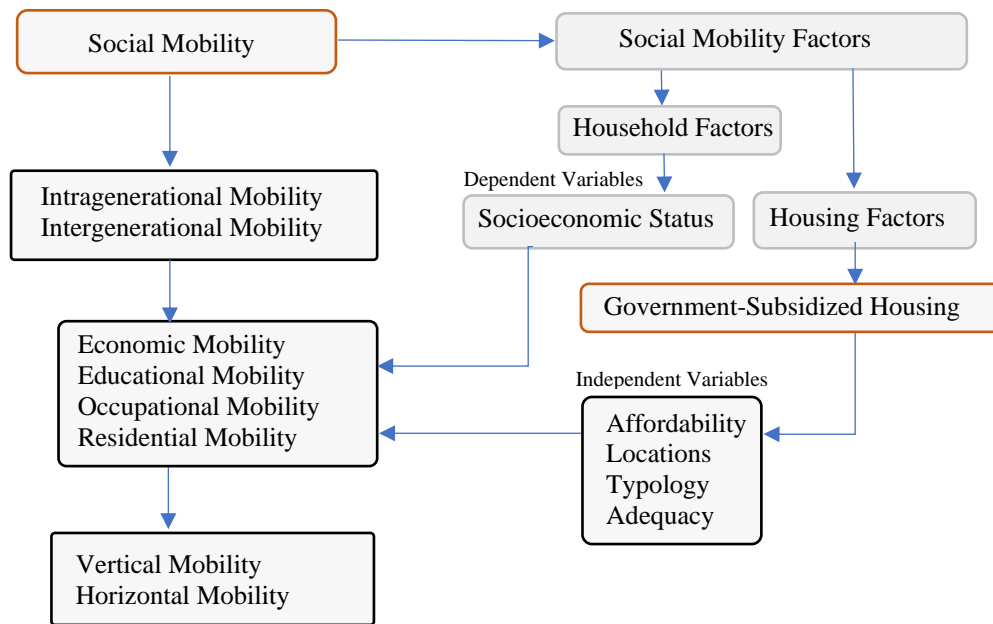 Social Mobility
Social Mobility Factors
Household Factors
Intragenerational Mobility
Intergenerational Mobility
Dependent Variables
Socioeconomic Status
Housing Factors
Government-Subsidized Housing
Economic Mobility
Educational Mobility
Occupational Mobility
Residential Mobility
Independent Variables
Affordability
Locations
Typology
Adequacy
Vertical Mobility
Horizontal Mobility